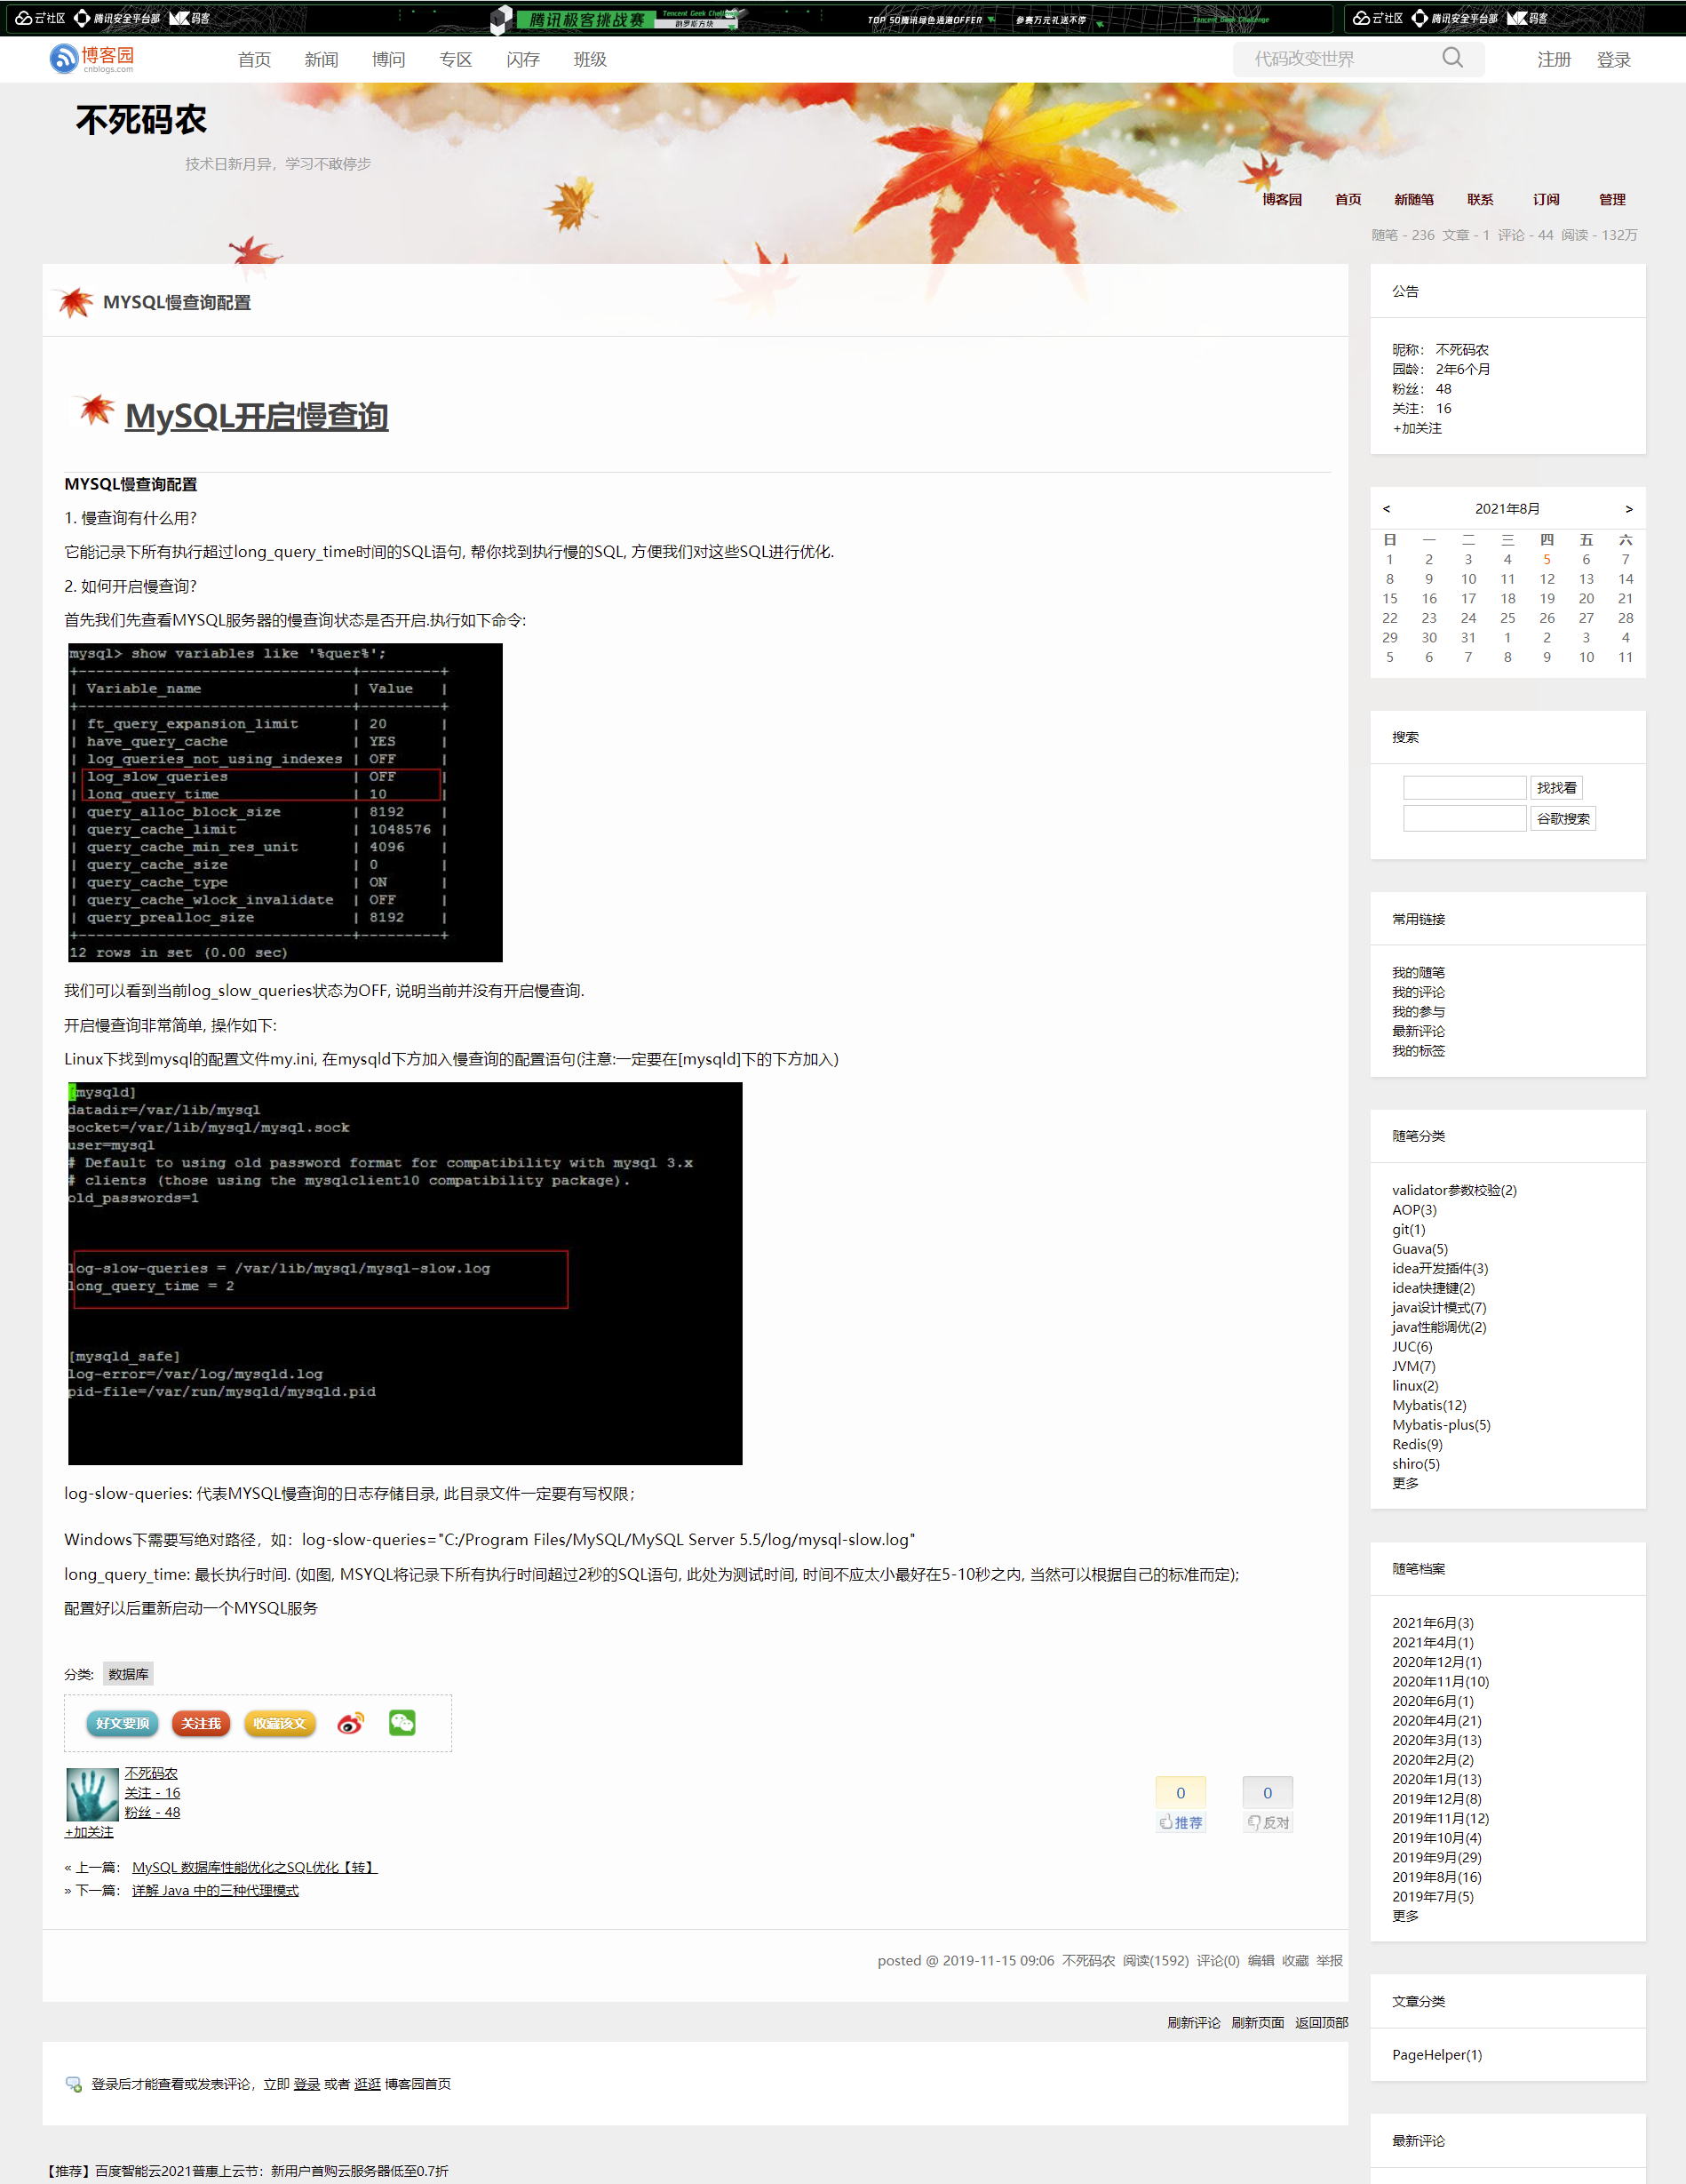 云+社区 腾讯安全平台部 码客 腾讯极客挑战赛 Tencent Geek Challenge 俄罗斯方块 TOP 50腾讯绿色通道OFFER 参赛万元礼送不停 Tencent Geek Challenge 云+社区 腾讯安全平台部 码客
博客园 cnblogs.com 首页 新闻 博问 专区 闪存 班级 代码改变世界 注册 登录
不死码农
技术日新月异，学习不敢停步
博客园 首页 新随笔 联系 订阅 管理
随笔 - 236 文章 - 1 评论 - 44 阅读 - 132万
MYSQL慢查询配置
MySQL开启慢查询
MYSQL慢查询配置
1. 慢查询有什么用?
它能记录下所有执行超过long_query_time时间的SQL语句, 帮你找到执行慢的SQL, 方便我们对这些SQL进行优化.
2. 如何开启慢查询?
首先我们先查看MYSQL服务器的慢查询状态是否开启.执行如下命令:
mysql> show variables like '%quer%';
+-------------------------------+---------+
| Variable_name | Value |
+-------------------------------+---------+
| ft_query_expansion_limit | 20 |
| have_query_cache | YES |
| log_queries_not_using_indexes | OFF |
| log_slow_queries | OFF |
| long_query_time | 10 |
| query_alloc_block_size | 8192 |
| query_cache_limit | 1048576 |
| query_cache_min_res_unit | 4096 |
| query_cache_size | 0 |
| query_cache_type | ON |
| query_cache_wlock_invalidate | OFF |
| query_prealloc_size | 8192 |
+-------------------------------+---------+
12 rows in set (0.00 sec)
我们可以看到当前log_slow_queries状态为OFF, 说明当前并没有开启慢查询.
开启慢查询非常简单, 操作如下:
Linux下找到mysql的配置文件my.ini, 在mysqld下方加入慢查询的配置语句(注意:一定要在[mysqld]下的下方加入)
[mysqld]
datadir=/var/lib/mysql
socket=/var/lib/mysql/mysql.sock
user=mysql
# Default to using old password format for compatibility with mysql 3.x
# clients (those using the mysqlclient10 compatibility package).
old_passwords=1
log-slow-queries = /var/lib/mysql/mysql-slow.log
long_query_time = 2
[mysqld_safe]
log-error=/var/log/mysqld.log
pid-file=/var/run/mysqld/mysqld.pid
log-slow-queries: 代表MYSQL慢查询的日志存储目录, 此目录文件一定要有写权限；
Windows下需要写绝对路径，如：log-slow-queries="C:/Program Files/MySQL/MySQL Server 5.5/log/mysql-slow.log"
long_query_time: 最长执行时间. (如图, MSYQL将记录下所有执行时间超过2秒的SQL语句, 此处为测试时间, 时间不应太小最好在5-10秒之内, 当然可以根据自己的标准而定);
配置好以后重新启动一个MYSQL服务
分类: 数据库
好文要顶 关注我 收藏该文
不死码农
关注 - 16
粉丝 - 48
+加关注
0 0
推荐 反对
« 上一篇： MySQL 数据库性能优化之SQL优化【转】
» 下一篇： 详解 Java 中的三种代理模式
posted @ 2019-11-15 09:06 不死码农 阅读(1592) 评论(0) 编辑 收藏 举报
刷新评论 刷新页面 返回顶部
登录后才能查看或发表评论，立即 登录 或者 逛逛 博客园首页
【推荐】百度智能云2021普惠上云节：新用户首购云服务器低至0.7折
公告
昵称： 不死码农
园龄： 2年6个月
粉丝： 48
关注： 16
+加关注
< 2021年8月 >
日 一 二 三 四 五 六
1 2 3 4 5 6 7
8 9 10 11 12 13 14
15 16 17 18 19 20 21
22 23 24 25 26 27 28
29 30 31 1 2 3 4
5 6 7 8 9 10 11
搜索
找找看
谷歌搜索
常用链接
我的随笔
我的评论
我的参与
最新评论
我的标签
随笔分类
validator参数校验(2)
AOP(3)
git(1)
Guava(5)
idea开发插件(3)
idea快捷键(2)
java设计模式(7)
java性能调优(2)
JUC(6)
JVM(7)
linux(2)
Mybatis(12)
Mybatis-plus(5)
Redis(9)
shiro(5)
更多
随笔档案
2021年6月(3)
2021年4月(1)
2020年12月(1)
2020年11月(10)
2020年6月(1)
2020年4月(21)
2020年3月(13)
2020年2月(2)
2020年1月(13)
2019年12月(8)
2019年11月(12)
2019年10月(4)
2019年9月(29)
2019年8月(16)
2019年7月(5)
更多
文章分类
PageHelper(1)
最新评论